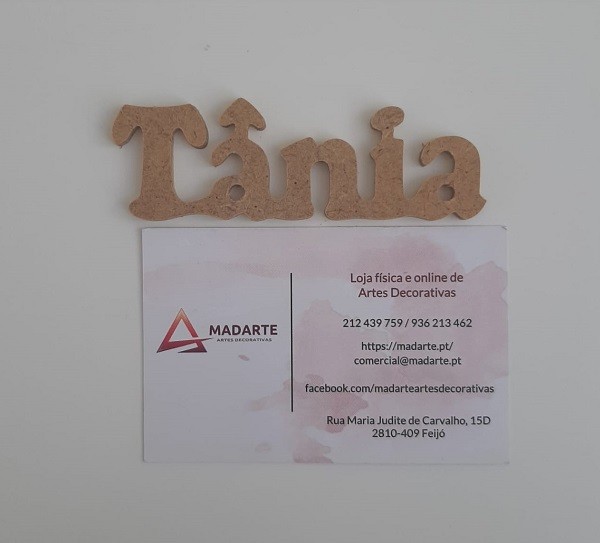 Tânia
MADARTE
ARTES DECORATIVAS
Loja física e online de
Artes Decorativas
212 439 759 / 936 213 462
https://madarte.pt/
comercial@madarte.pt
facebook.com/madarteartesdecorativas
Rua Maria Judite de Carvalho, 15D
2810-409 Feijó